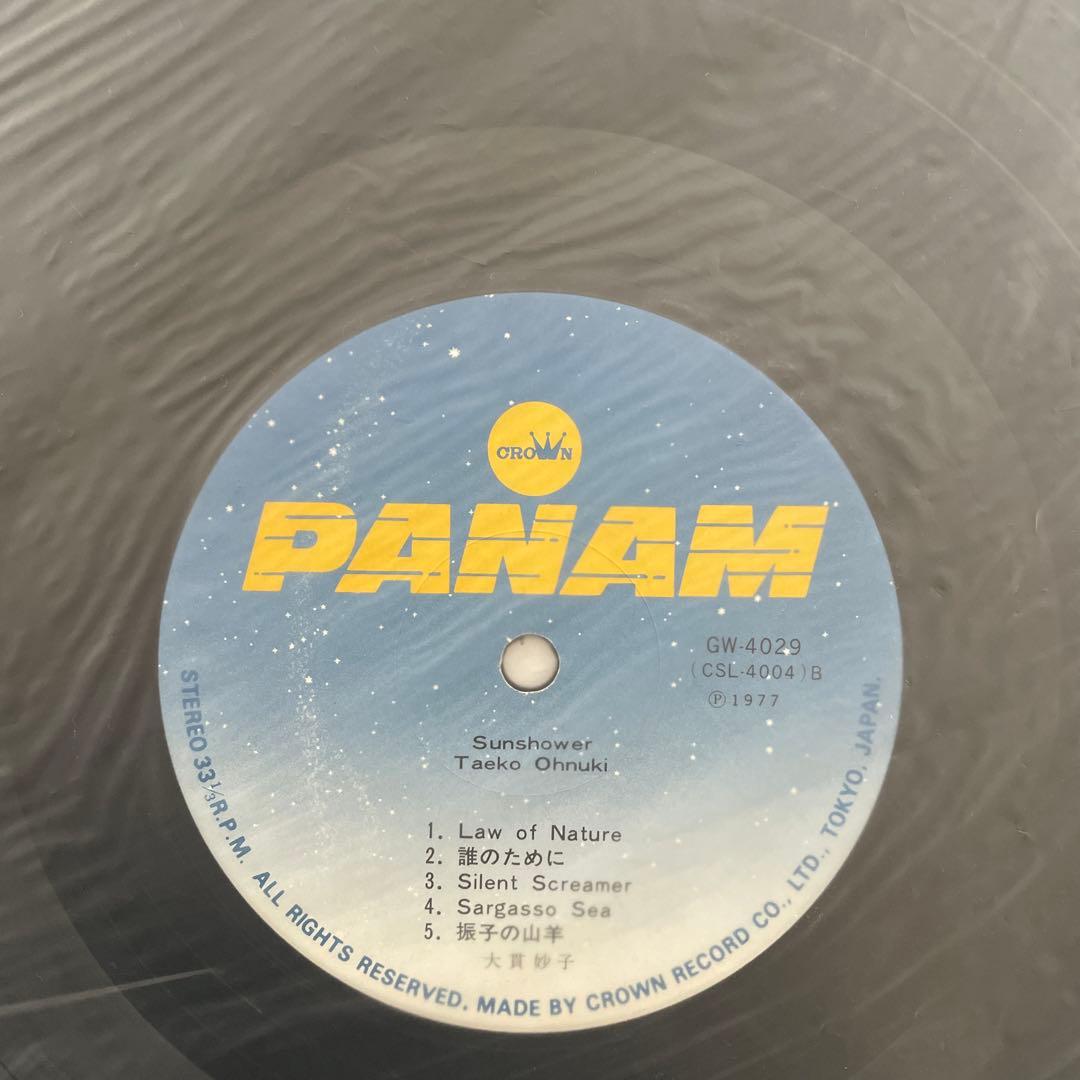 CROWN
PANAM
GW-4029
(CSL-4004) B
Ⓟ1977
Sunshower
Taeko Ohnuki
1. Law of Nature
2. 誰のために
3. Silent Screamer
4. Sargasso Sea
5. 振子の山羊
大貫妙子
STEREO 33⅓ R.P.M. ALL RIGHTS RESERVED. MADE BY CROWN RECORD CO., LTD., TOKYO, JAPAN.